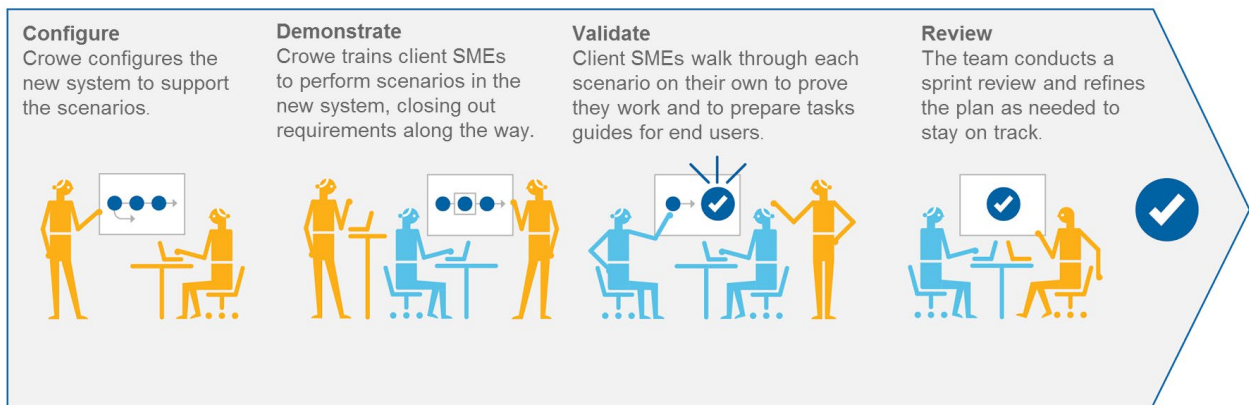 Configure
Crowe configures the
new system to support
the scenarios.
Demonstrate
Crowe trains client SMEs
to perform scenarios in the
new system, closing out
requirements along the way.
Validate
Client SMEs walk through each
scenario on their own to prove
they work and to prepare tasks
guides for end users.
Review
The team conducts a
sprint review and refines
the plan as needed to
stay on track.